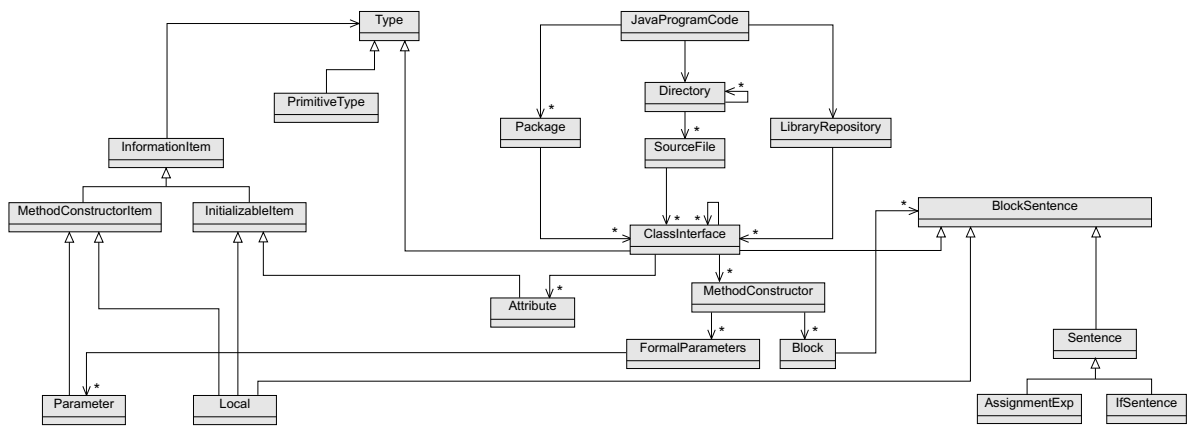 Type
JavaProgramCode
PrimitiveType
Directory
*
*
Package
*
SourceFile
LibraryRepository
InformationItem
MethodConstructorItem
InitializableItem
*
*
*
ClassInterface
*
*
BlockSentence
*
Attribute
*
MethodConstructor
*
*
FormalParameters
Block
Sentence
*
Parameter
Local
AssignmentExp
IfSentence